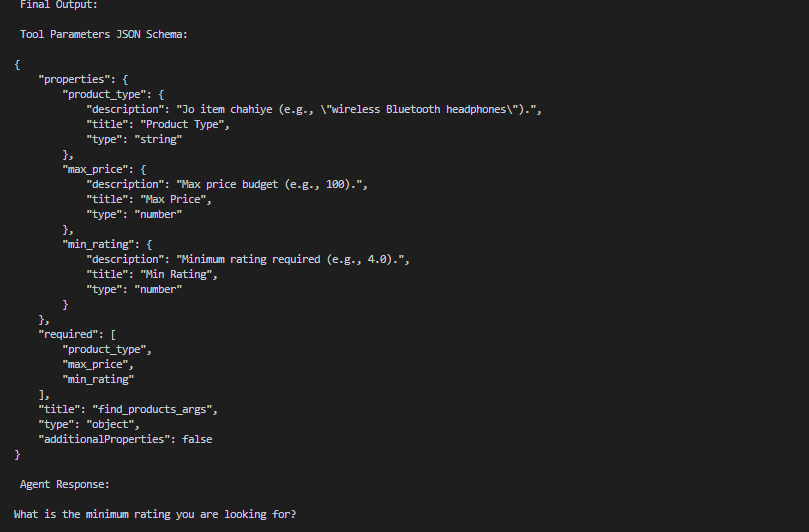 Final Output:
Tool Parameters JSON Schema:
{
    "properties": {
        "product_type": {
            "description": "Jo item chahiye (e.g., \"wireless Bluetooth headphones\").",
            "title": "Product Type",
            "type": "string"
        },
        "max_price": {
            "description": "Max price budget (e.g., 100).",
            "title": "Max Price",
            "type": "number"
        },
        "min_rating": {
            "description": "Minimum rating required (e.g., 4.0).",
            "title": "Min Rating",
            "type": "number"
        }
    },
    "required": [
        "product_type",
        "max_price",
        "min_rating"
    ],
    "title": "find_products_args",
    "type": "object",
    "additionalProperties": false
}
Agent Response:
What is the minimum rating you are looking for?